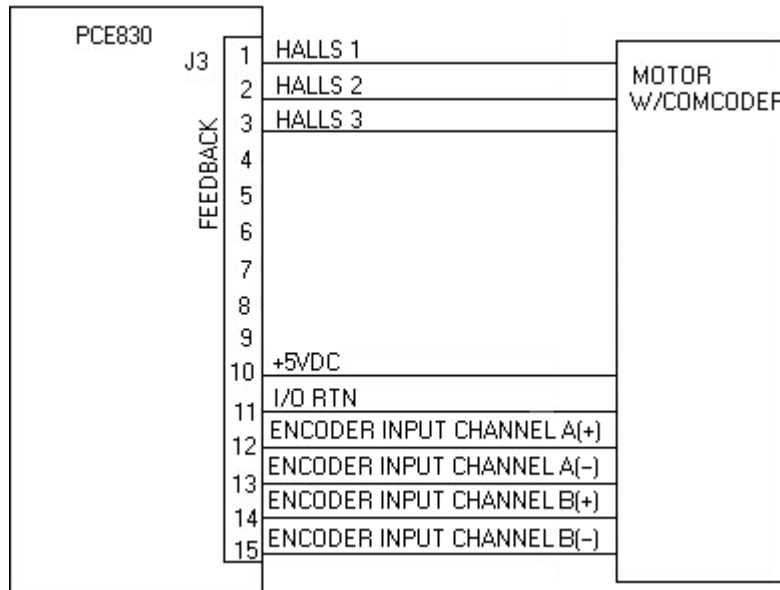 PCE830
J3
FEEDBACK
1 HALLS 1
2 HALLS 2
3 HALLS 3
4
5
6
7
8
9
10 +5VDC
11 I/O RTN
12 ENCODER INPUT CHANNEL A(+)
13 ENCODER INPUT CHANNEL A(-)
14 ENCODER INPUT CHANNEL B(+)
15 ENCODER INPUT CHANNEL B(-)
MOTOR
W/COMCODER